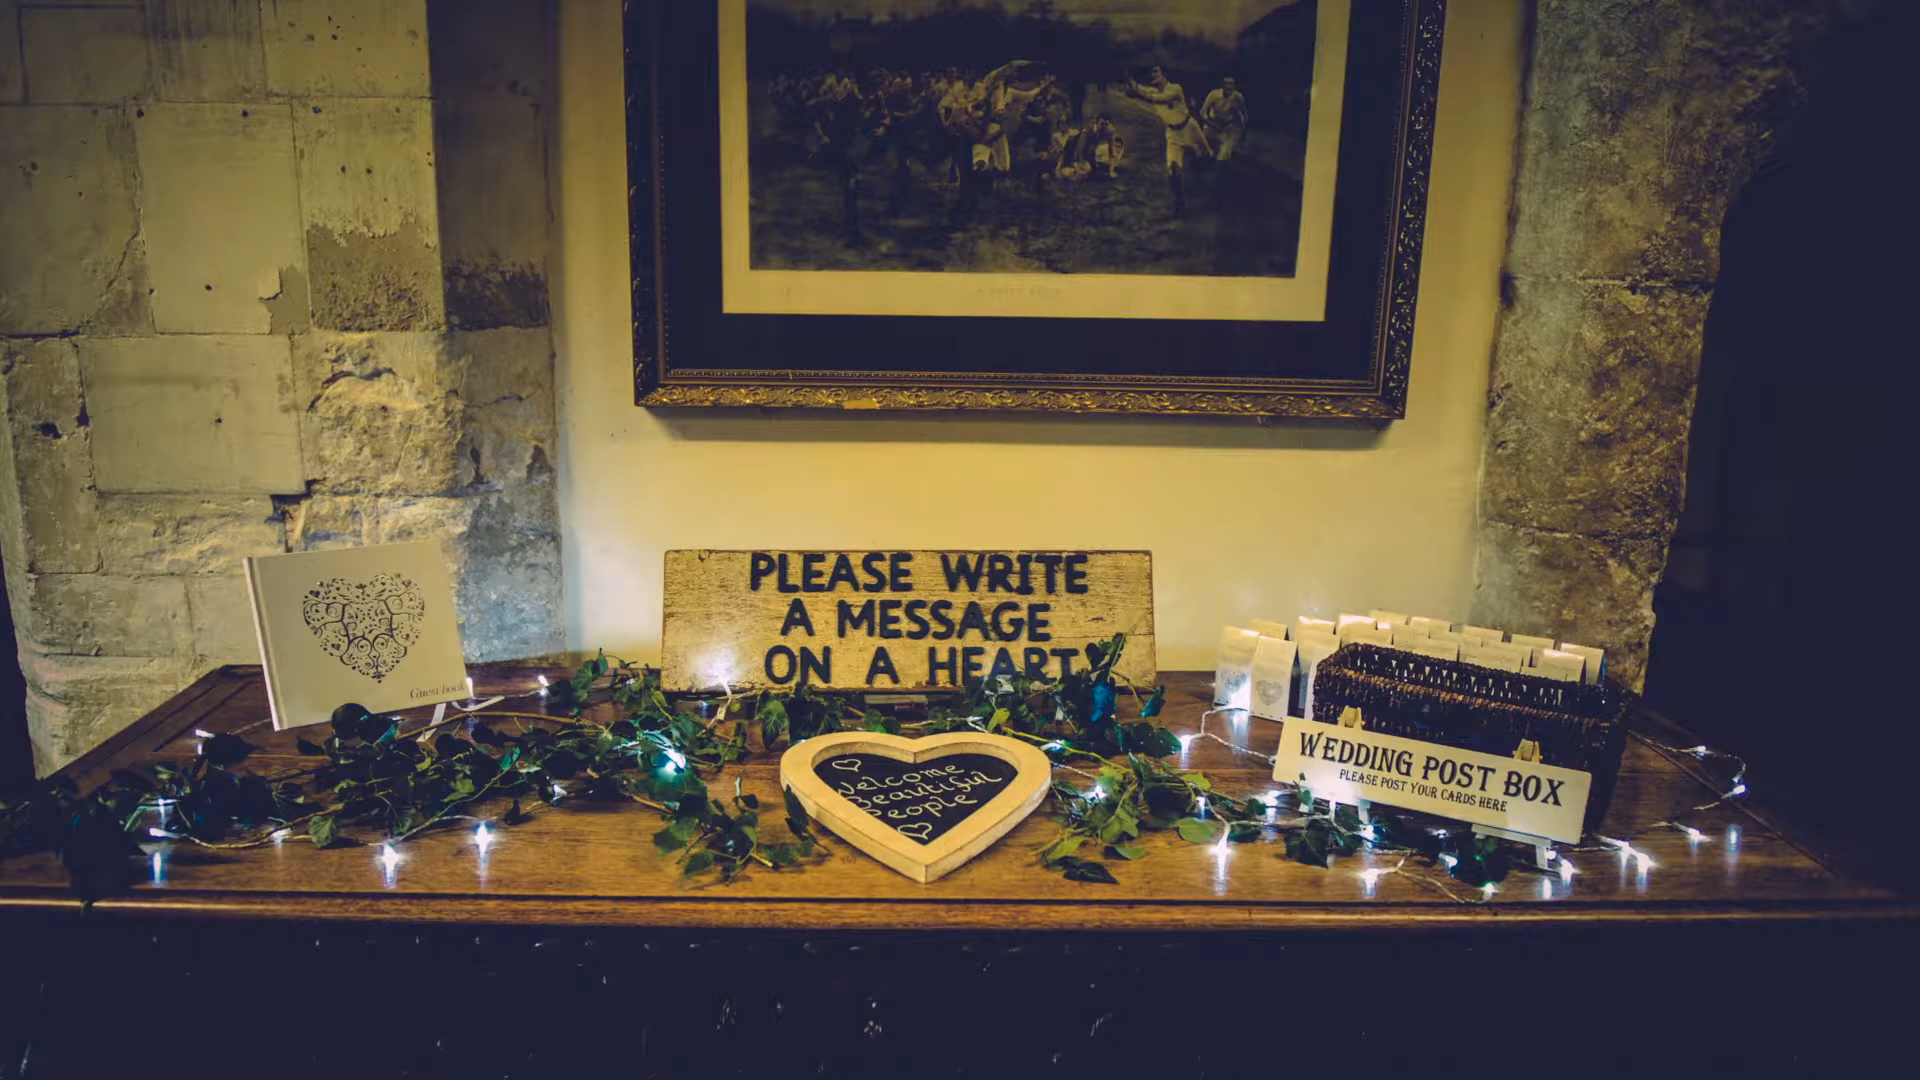 PLEASE WRITE
A MESSAGE
ON A HEART
Guest book
Welcome
Beautiful
People
WEDDING POST BOX
PLEASE POST YOUR CARDS HERE